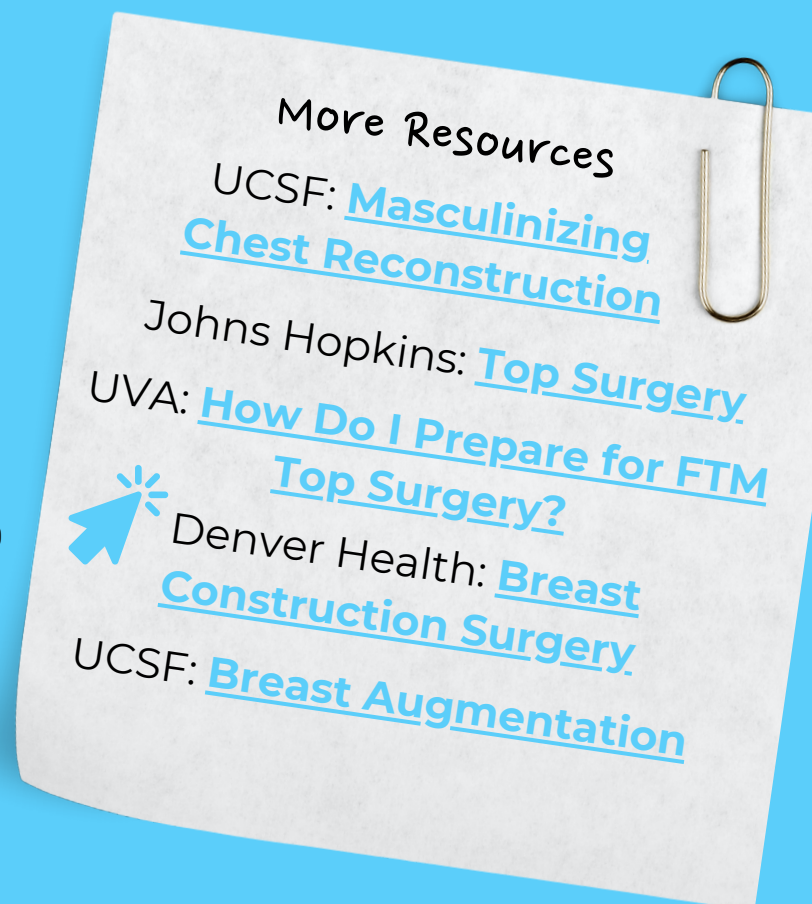 More Resources
UCSF: Masculinizing
Chest Reconstruction
Johns Hopkins: Top Surgery
UVA: How Do I Prepare for FTM
Top Surgery?
Denver Health: Breast
Construction Surgery
UCSF: Breast Augmentation